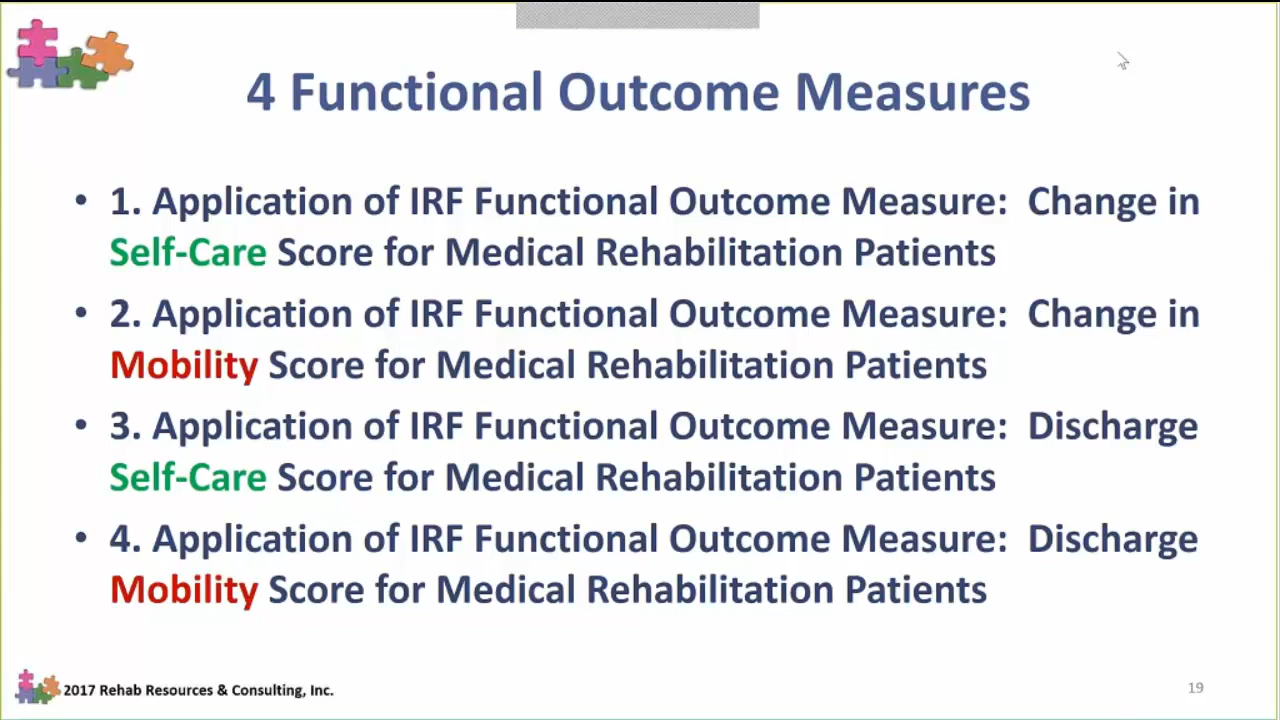 4 Functional Outcome Measures
• 1. Application of IRF Functional Outcome Measure: Change in
Self-Care Score for Medical Rehabilitation Patients
• 2. Application of IRF Functional Outcome Measure: Change in
Mobility Score for Medical Rehabilitation Patients
• 3. Application of IRF Functional Outcome Measure: Discharge
Self-Care Score for Medical Rehabilitation Patients
• 4. Application of IRF Functional Outcome Measure: Discharge
Mobility Score for Medical Rehabilitation Patients
2017 Rehab Resources & Consulting, Inc.
19